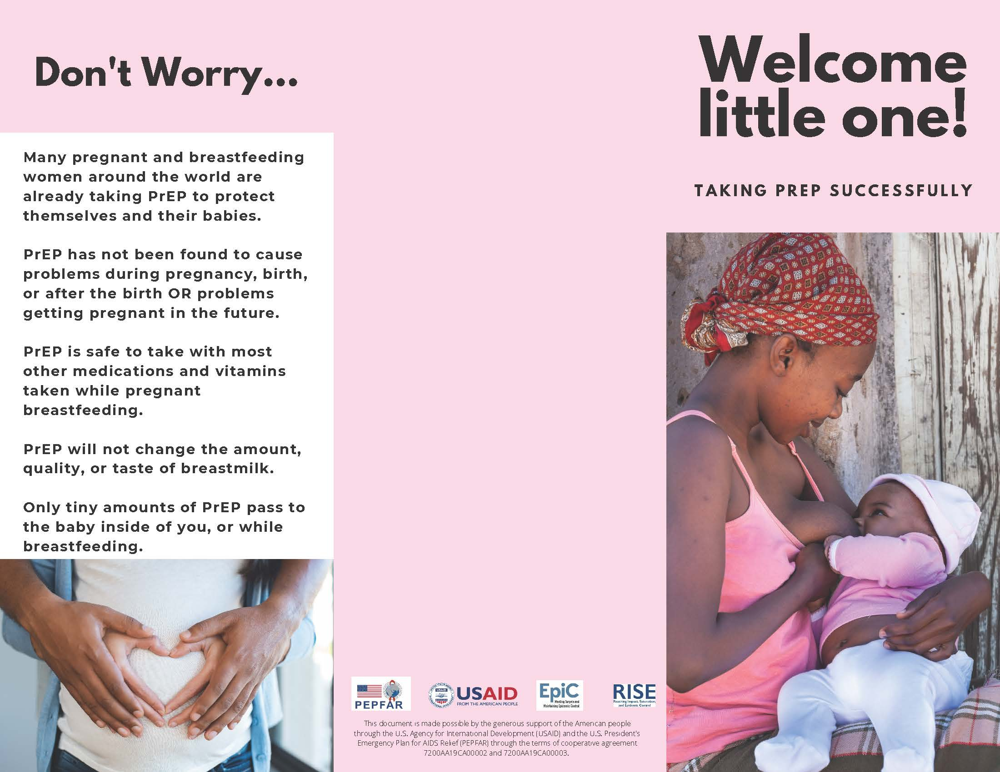 Don't Worry...
Many pregnant and breastfeeding
women around the world are
already taking PrEP to protect
themselves and their babies.
PrEP has not been found to cause
problems during pregnancy, birth,
or after the birth OR problems
getting pregnant in the future.
PrEP is safe to take with most
other medications and vitamins
taken while pregnant
breastfeeding.
PrEP will not change the amount,
quality, or taste of breastmilk.
Only tiny amounts of PrEP pass to
the baby inside of you, or while
breastfeeding.
PEPFAR
USAID
USAID
FROM THE AMERICAN PEOPLE
EpiC
Meeting Targets and
Maintaining Epidemic Control
RISE
Reaching Impact, Saturation,
and Epidemic Control
This document is made possible by the generous support of the American people
through the U.S. Agency for International Development (USAID) and the U.S. President's
Emergency Plan for AIDS Relief (PEPFAR) through the terms of cooperative agreement
7200AA19CA00002 and 7200AA19CA00003.
Welcome
little one!
TAKING PREP SUCCESSFULLY